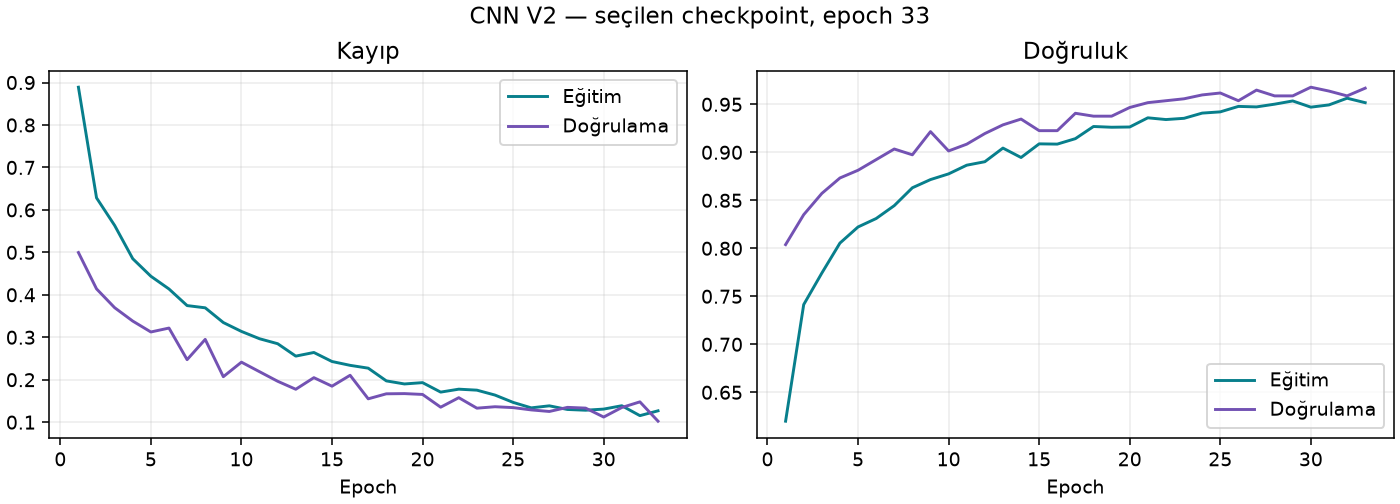 CNN V2 — seçilen checkpoint, epoch 33
Kayıp
0.9
0.8
0.7
0.6
0.5
0.4
0.3
0.2
0.1
0 5 10 15 20 25 30
Epoch
Eğitim
Doğrulama
Doğruluk
0.95
0.90
0.85
0.80
0.75
0.70
0.65
0 5 10 15 20 25 30
Epoch
Eğitim
Doğrulama